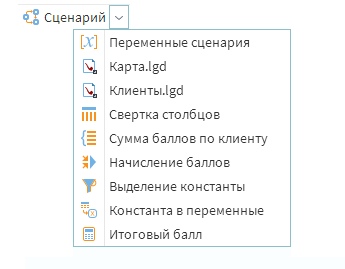 Сценарий
Переменные сценария
Карта.lgd
Клиенты.lgd
Свертка столбцов
Сумма баллов по клиенту
Начисление баллов
Выделение константы
Константа в переменные
Итоговый балл